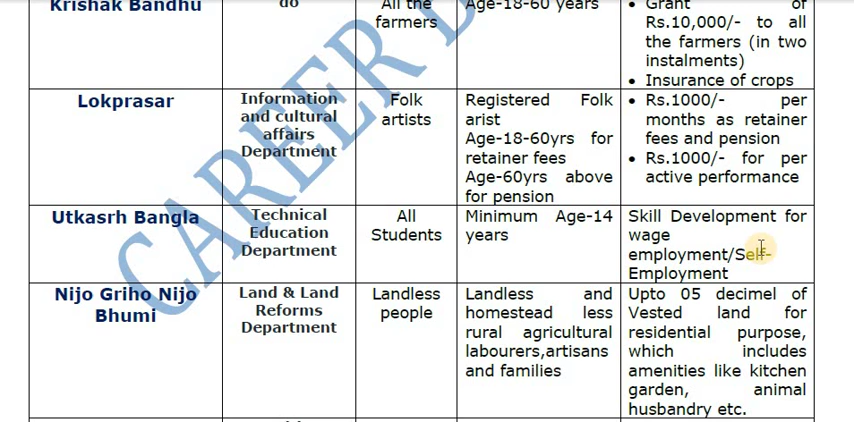 Krishak Bandhu
do
All the
farmers
Age-18-60 years
• Grant of
Rs.10,000/- to all
the farmers (in two
instalments)
• Insurance of crops
Lokprasar
Information
and cultural
affairs
Department
Folk
artists
Registered Folk
arist
Age-18-60yrs for
retainer fees
Age-60yrs above
for pension
• Rs.1000/- per
months as retainer
fees and pension
• Rs.1000/- for per
active performance
Utkasrh Bangla
Technical
Education
Department
All
Students
Minimum Age-14
years
Skill Development for
wage
employment/Self-
Employment
Nijo Griho Nijo
Bhumi
Land & Land
Reforms
Department
Landless
people
Landless and
homestead less
rural agricultural
labourers,artisans
and families
Upto 05 decimel of
Vested land for
residential purpose,
which includes
amenities like kitchen
garden, animal
husbandry etc.
CAREER